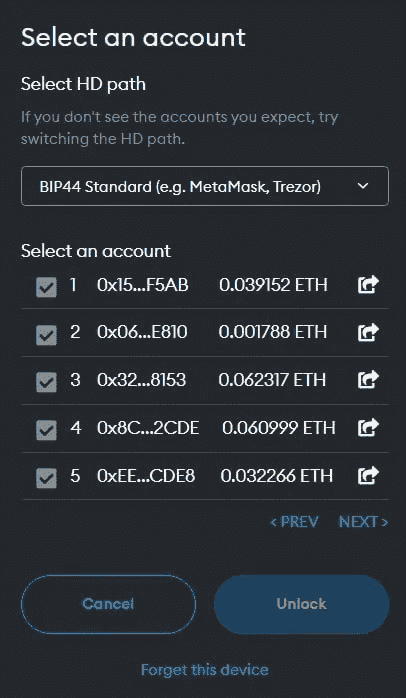 Select an account
Select HD path
If you don't see the accounts you expect, try
switching the HD path.
BIP44 Standard (e.g. MetaMask, Trezor)
Select an account
1 0x15...F5AB 0.039152 ETH
2 0x06...E810 0.001788 ETH
3 0x32...8153 0.062317 ETH
4 0x8C...2CDE 0.060999 ETH
5 0xEE...CDE8 0.032266 ETH
< PREV NEXT >
Cancel Unlock
Forget this device